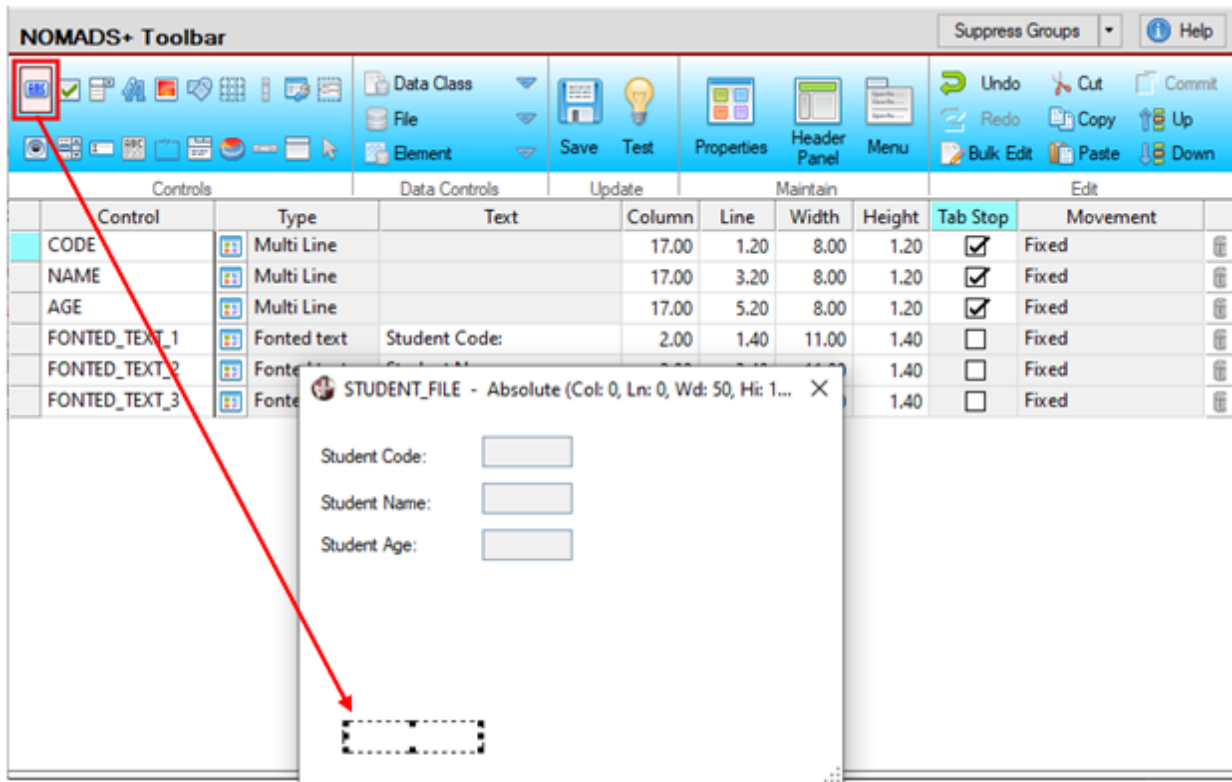 NOMADS+ Toolbar Suppress Groups Help
Data Class Undo Cut Commit
File Redo Copy Up
Element Save Test Properties Header Panel Menu Bulk Edit Paste Down
Controls Data Controls Update Maintain Edit
Control Type Text Column Line Width Height Tab Stop Movement
CODE Multi Line 17.00 1.20 8.00 1.20 Fixed
NAME Multi Line 17.00 3.20 8.00 1.20 Fixed
AGE Multi Line 17.00 5.20 8.00 1.20 Fixed
FONTED_TEXT_1 Fonted text Student Code: 2.00 1.40 11.00 1.40 Fixed
FONTED_TEXT_2 1.40 Fixed
FONTED_TEXT_3 Fonte 1.40 Fixed
STUDENT_FILE - Absolute (Col: 0, Ln: 0, Wd: 50, Hi: 1...
Student Code:
Student Name:
Student Age: